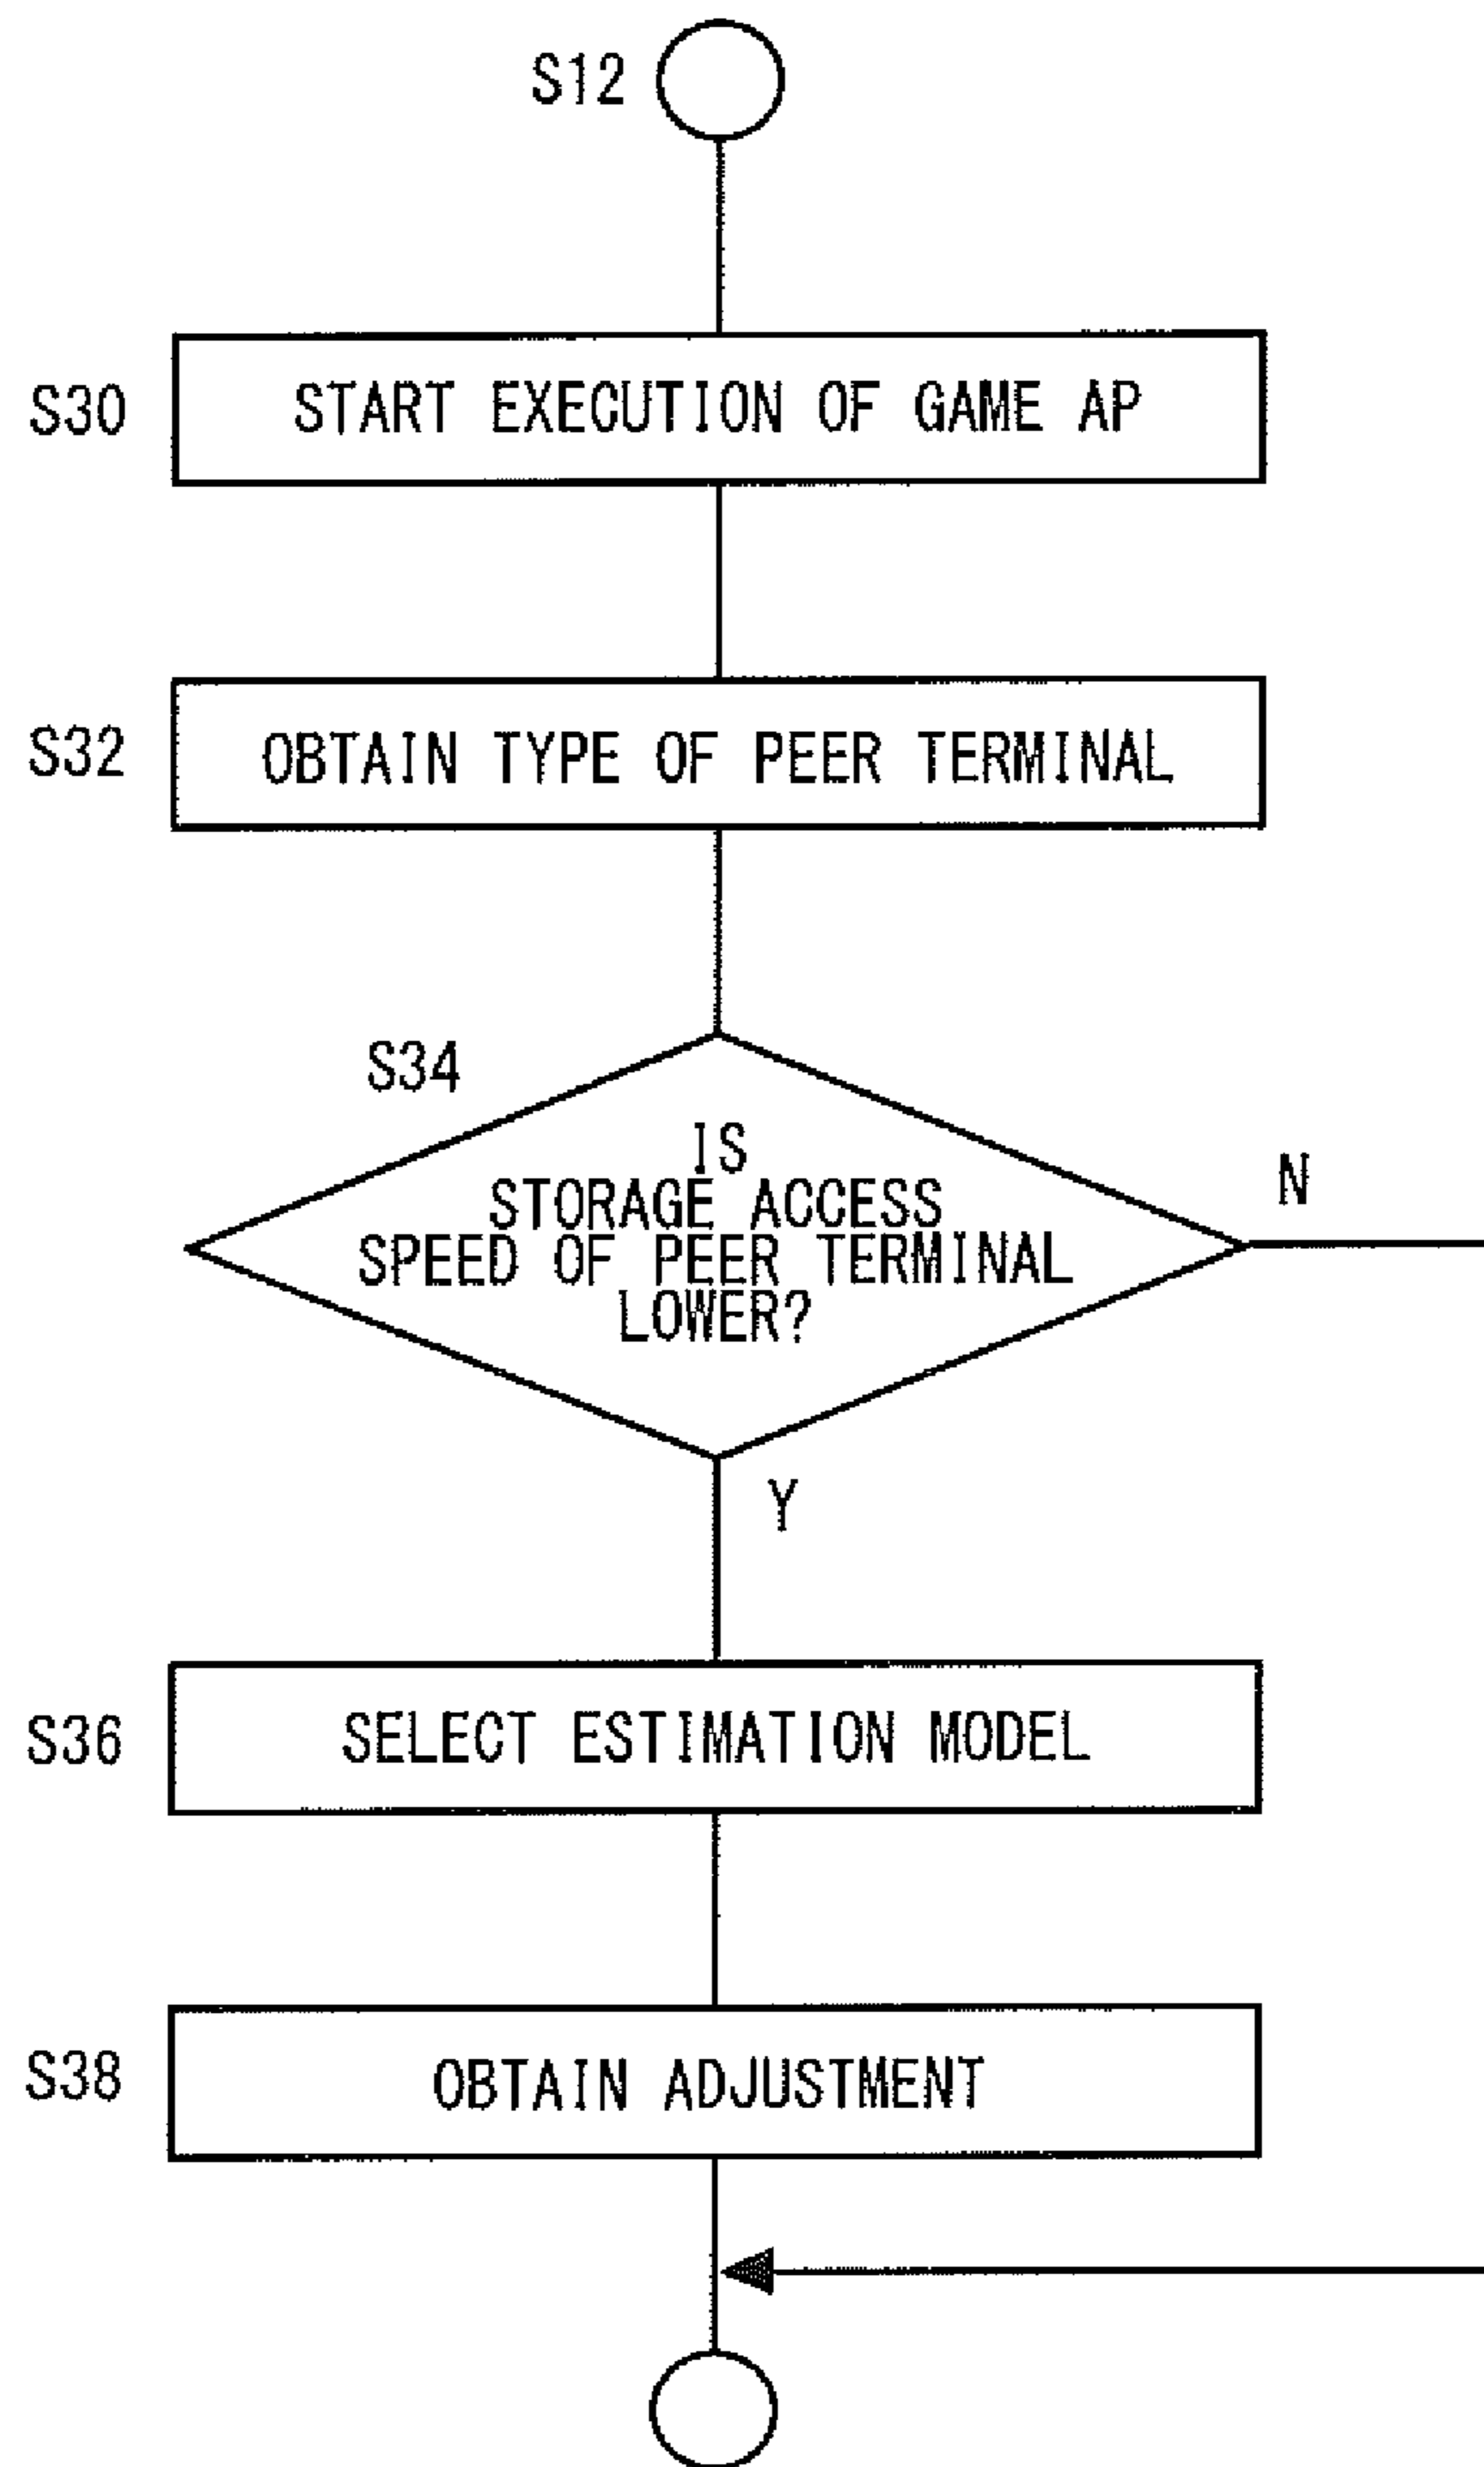 S12
S30
START EXECUTION OF GAME AP
S32
OBTAIN TYPE OF PEER TERMINAL
S34
IS
STORAGE ACCESS
SPEED OF PEER TERMINAL
LOWER?
N
Y
S36
SELECT ESTIMATION MODEL
S38
OBTAIN ADJUSTMENT